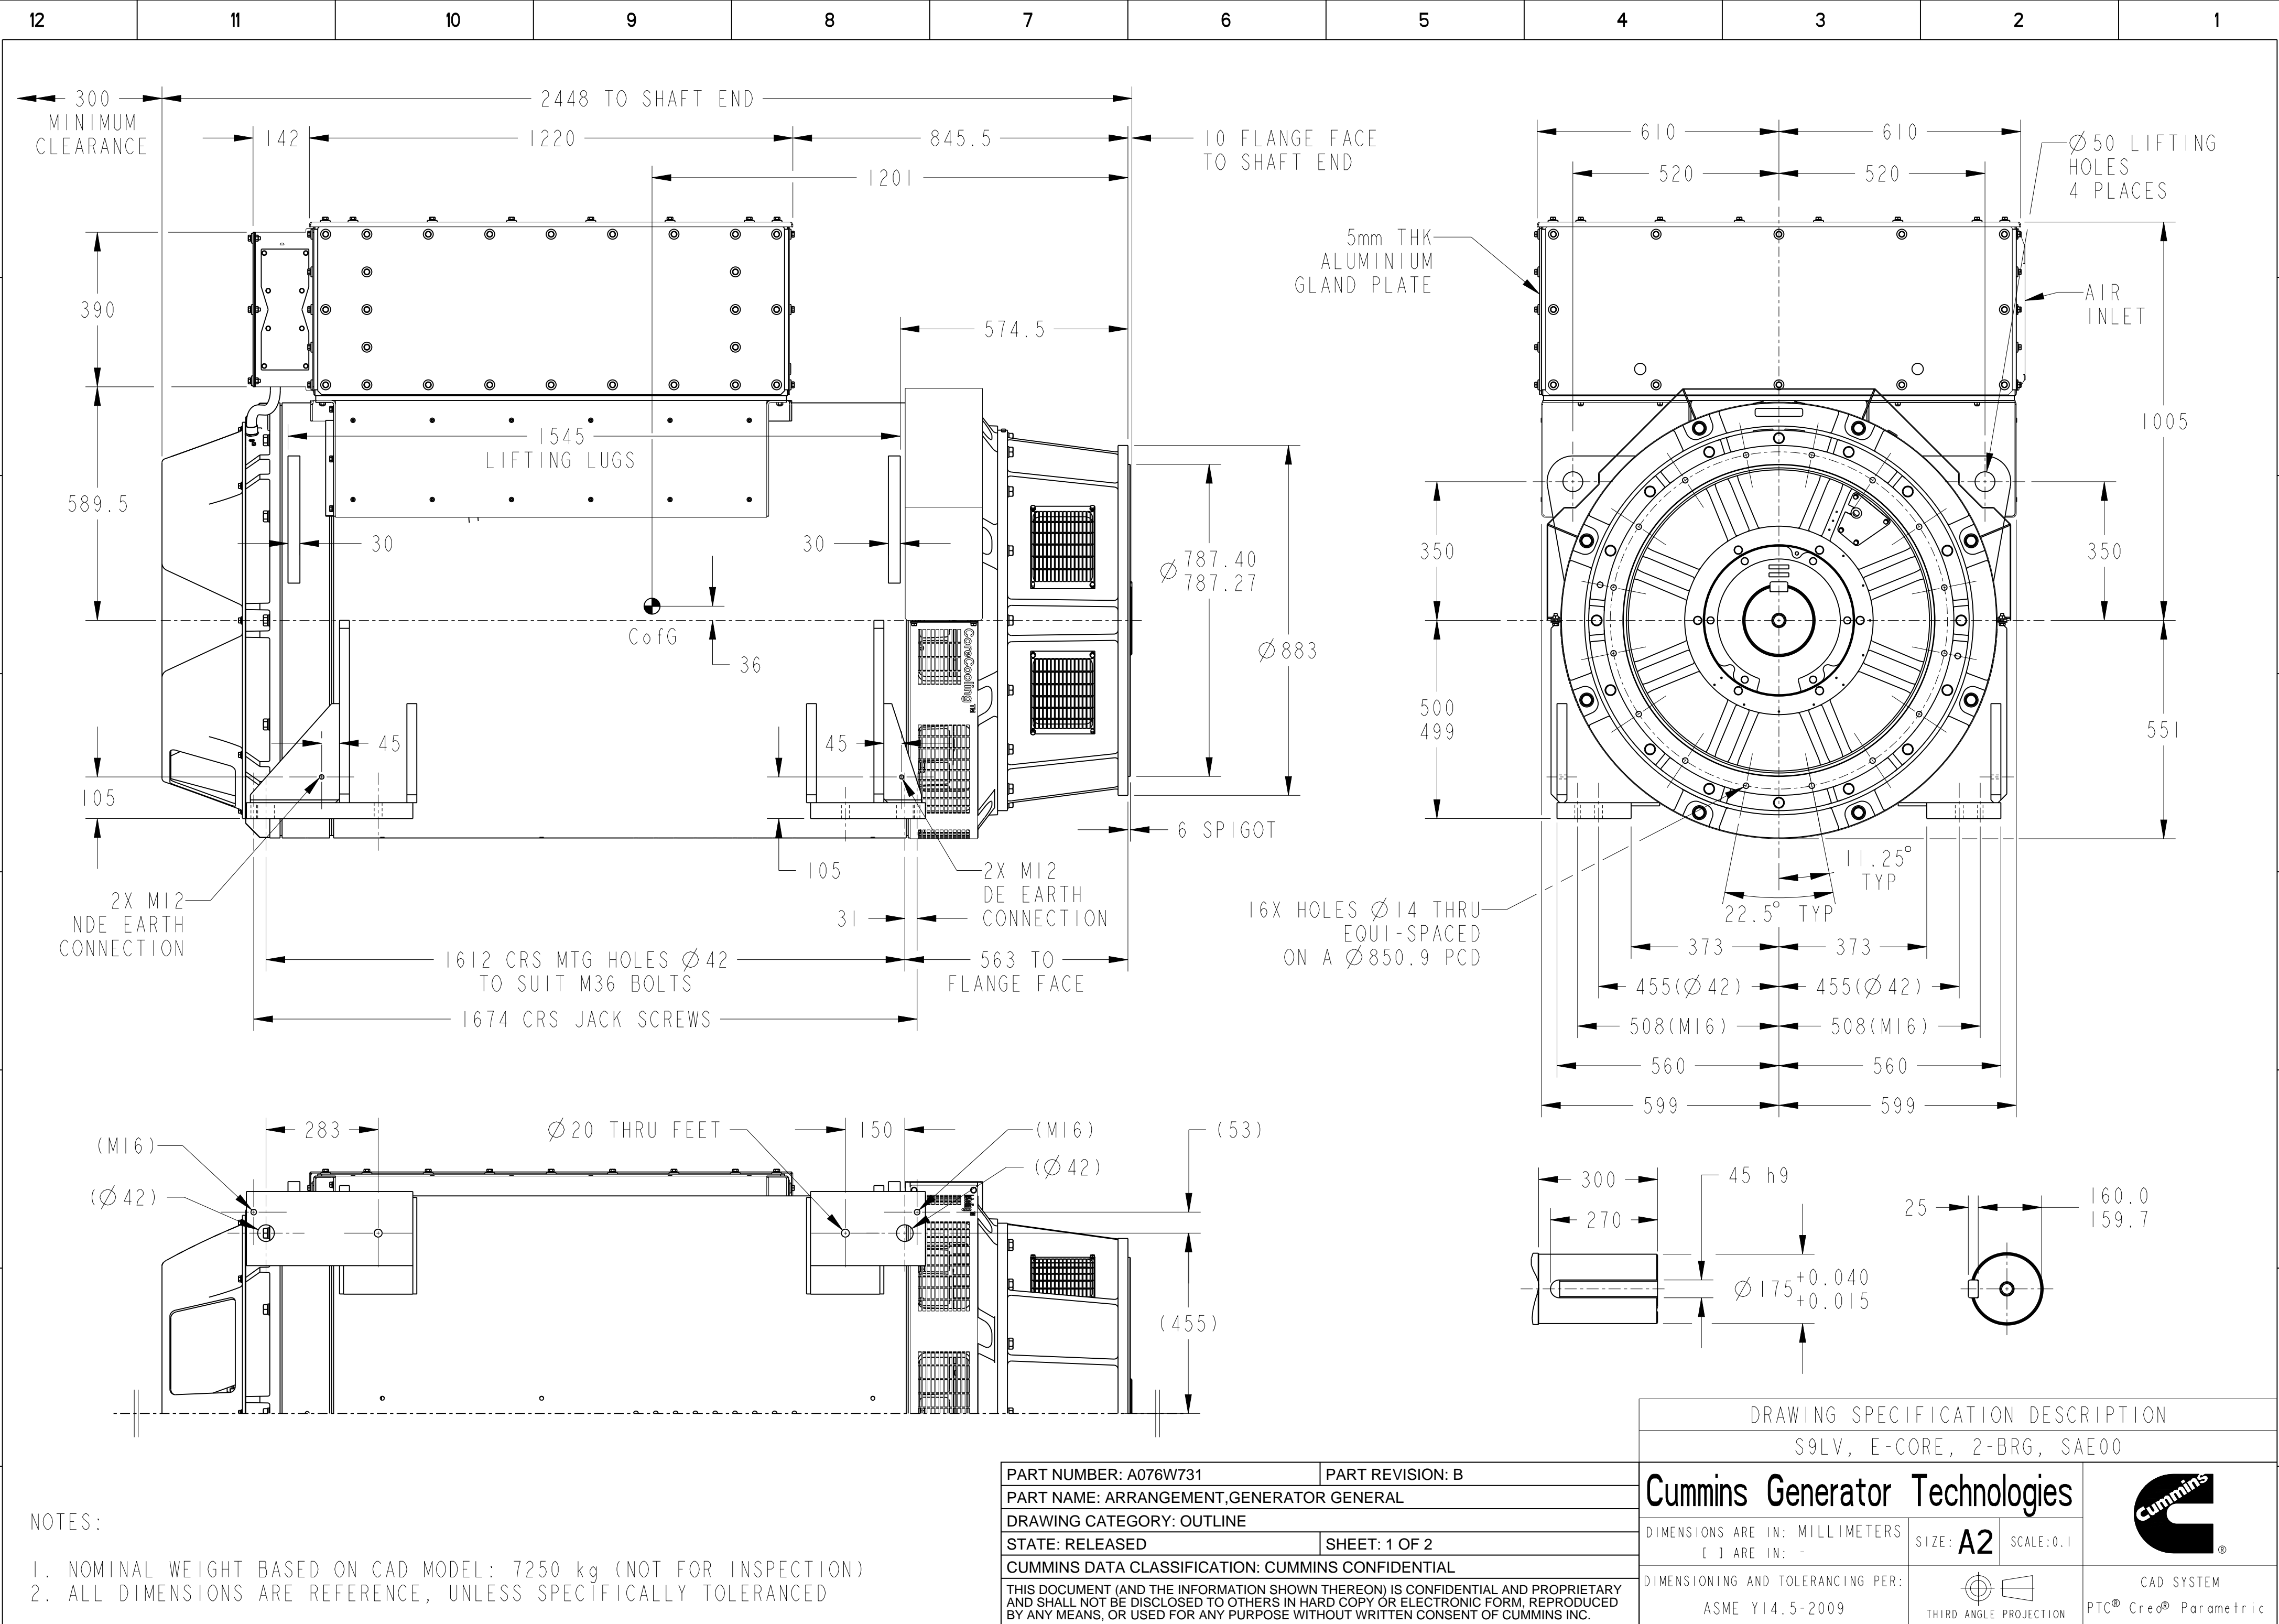 12 11 10 9 8 7 6 5 4 3 2 1
300
MINIMUM
CLEARANCE
2448 TO SHAFT END
142
1220
845.5
10 FLANGE FACE
TO SHAFT END
1201
390
589.5
574.5
1545
LIFTING LUGS
30
30
CofG
36
CoreCooling™
Ø 787.40
787.27
Ø883
45
45
105
105
6 SPIGOT
2X M12
NDE EARTH
CONNECTION
2X M12
DE EARTH
CONNECTION
31
1612 CRS MTG HOLES Ø42
TO SUIT M36 BOLTS
563 TO
FLANGE FACE
1674 CRS JACK SCREWS
610
610
520
520
Ø50 LIFTING
HOLES
4 PLACES
5mm THK
ALUMINIUM
GLAND PLATE
AIR
INLET
1005
350
350
500
499
551
11.25°
TYP
22.5° TYP
16X HOLES Ø14 THRU
EQUI-SPACED
ON A Ø850.9 PCD
373
373
455(Ø42)
455(Ø42)
508(M16)
508(M16)
560
560
599
599
(M16)
283
Ø20 THRU FEET
150
(M16)
(53)
(Ø42)
(Ø42)
(455)
300
45 h9
270
Ø175 +0.040
+0.015
25
160.0
159.7
NOTES:
1. NOMINAL WEIGHT BASED ON CAD MODEL: 7250 kg (NOT FOR INSPECTION)
2. ALL DIMENSIONS ARE REFERENCE, UNLESS SPECIFICALLY TOLERANCED
PART NUMBER: A076W731
PART REVISION: B
PART NAME: ARRANGEMENT,GENERATOR GENERAL
DRAWING CATEGORY: OUTLINE
STATE: RELEASED
SHEET: 1 OF 2
CUMMINS DATA CLASSIFICATION: CUMMINS CONFIDENTIAL
THIS DOCUMENT (AND THE INFORMATION SHOWN THEREON) IS CONFIDENTIAL AND PROPRIETARY
AND SHALL NOT BE DISCLOSED TO OTHERS IN HARD COPY OR ELECTRONIC FORM, REPRODUCED
BY ANY MEANS, OR USED FOR ANY PURPOSE WITHOUT WRITTEN CONSENT OF CUMMINS INC.
DRAWING SPECIFICATION DESCRIPTION
S9LV, E-CORE, 2-BRG, SAE00
Cummins Generator Technologies
Cummins
®
DIMENSIONS ARE IN: MILLIMETERS
[ ] ARE IN: -
SIZE: A2
SCALE:0.1
DIMENSIONING AND TOLERANCING PER:
ASME Y14.5-2009
THIRD ANGLE PROJECTION
CAD SYSTEM
PTC® Creo® Parametric